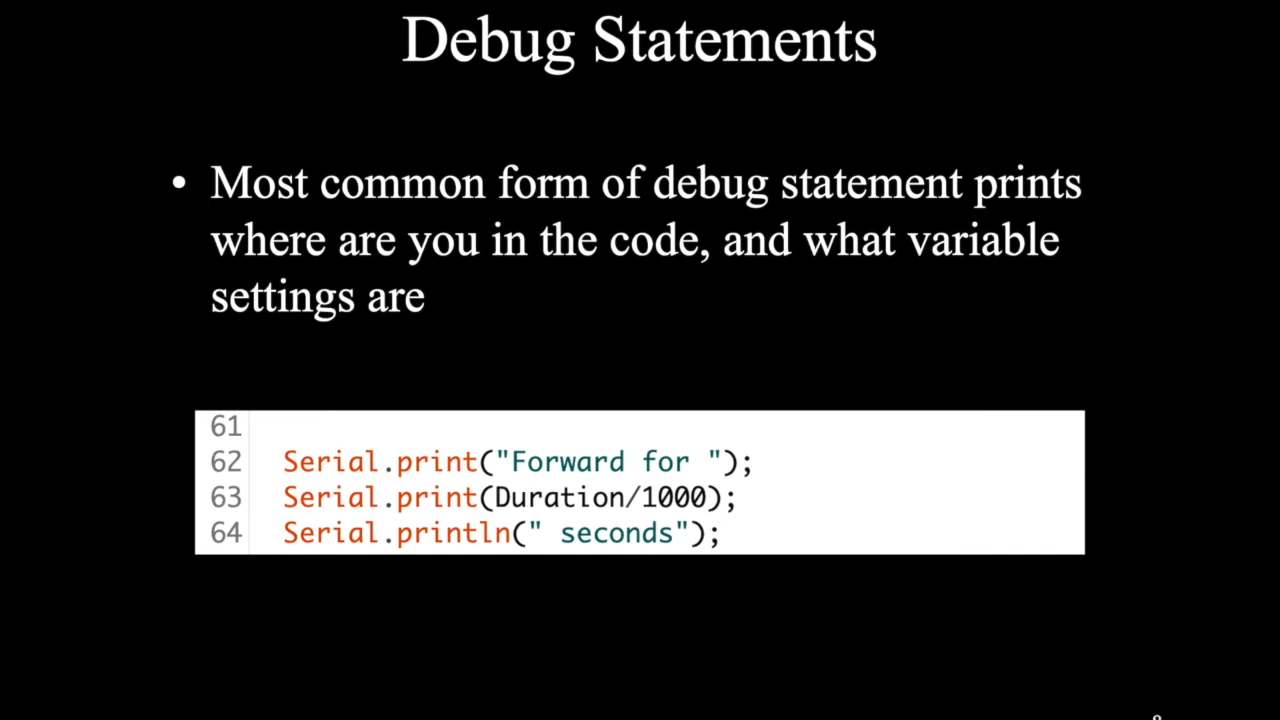 Debug Statements
• Most common form of debug statement prints
where are you in the code, and what variable
settings are
61
62 Serial.print("Forward for ");
63 Serial.print(Duration/1000);
64 Serial.println(" seconds");